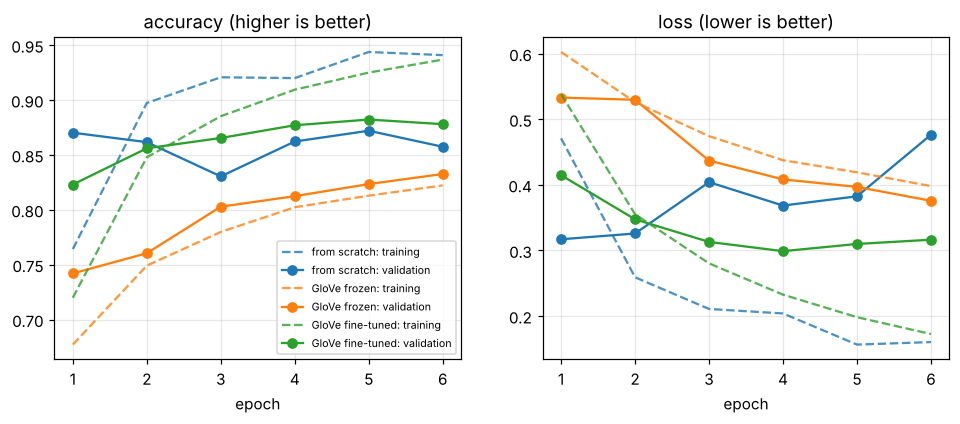 accuracy (higher is better)
0.95
0.90
0.85
0.80
0.75
0.70
from scratch: training
from scratch: validation
GloVe frozen: training
GloVe frozen: validation
GloVe fine-tuned: training
GloVe fine-tuned: validation
1 2 3 4 5 6
epoch
loss (lower is better)
0.6
0.5
0.4
0.3
0.2
1 2 3 4 5 6
epoch